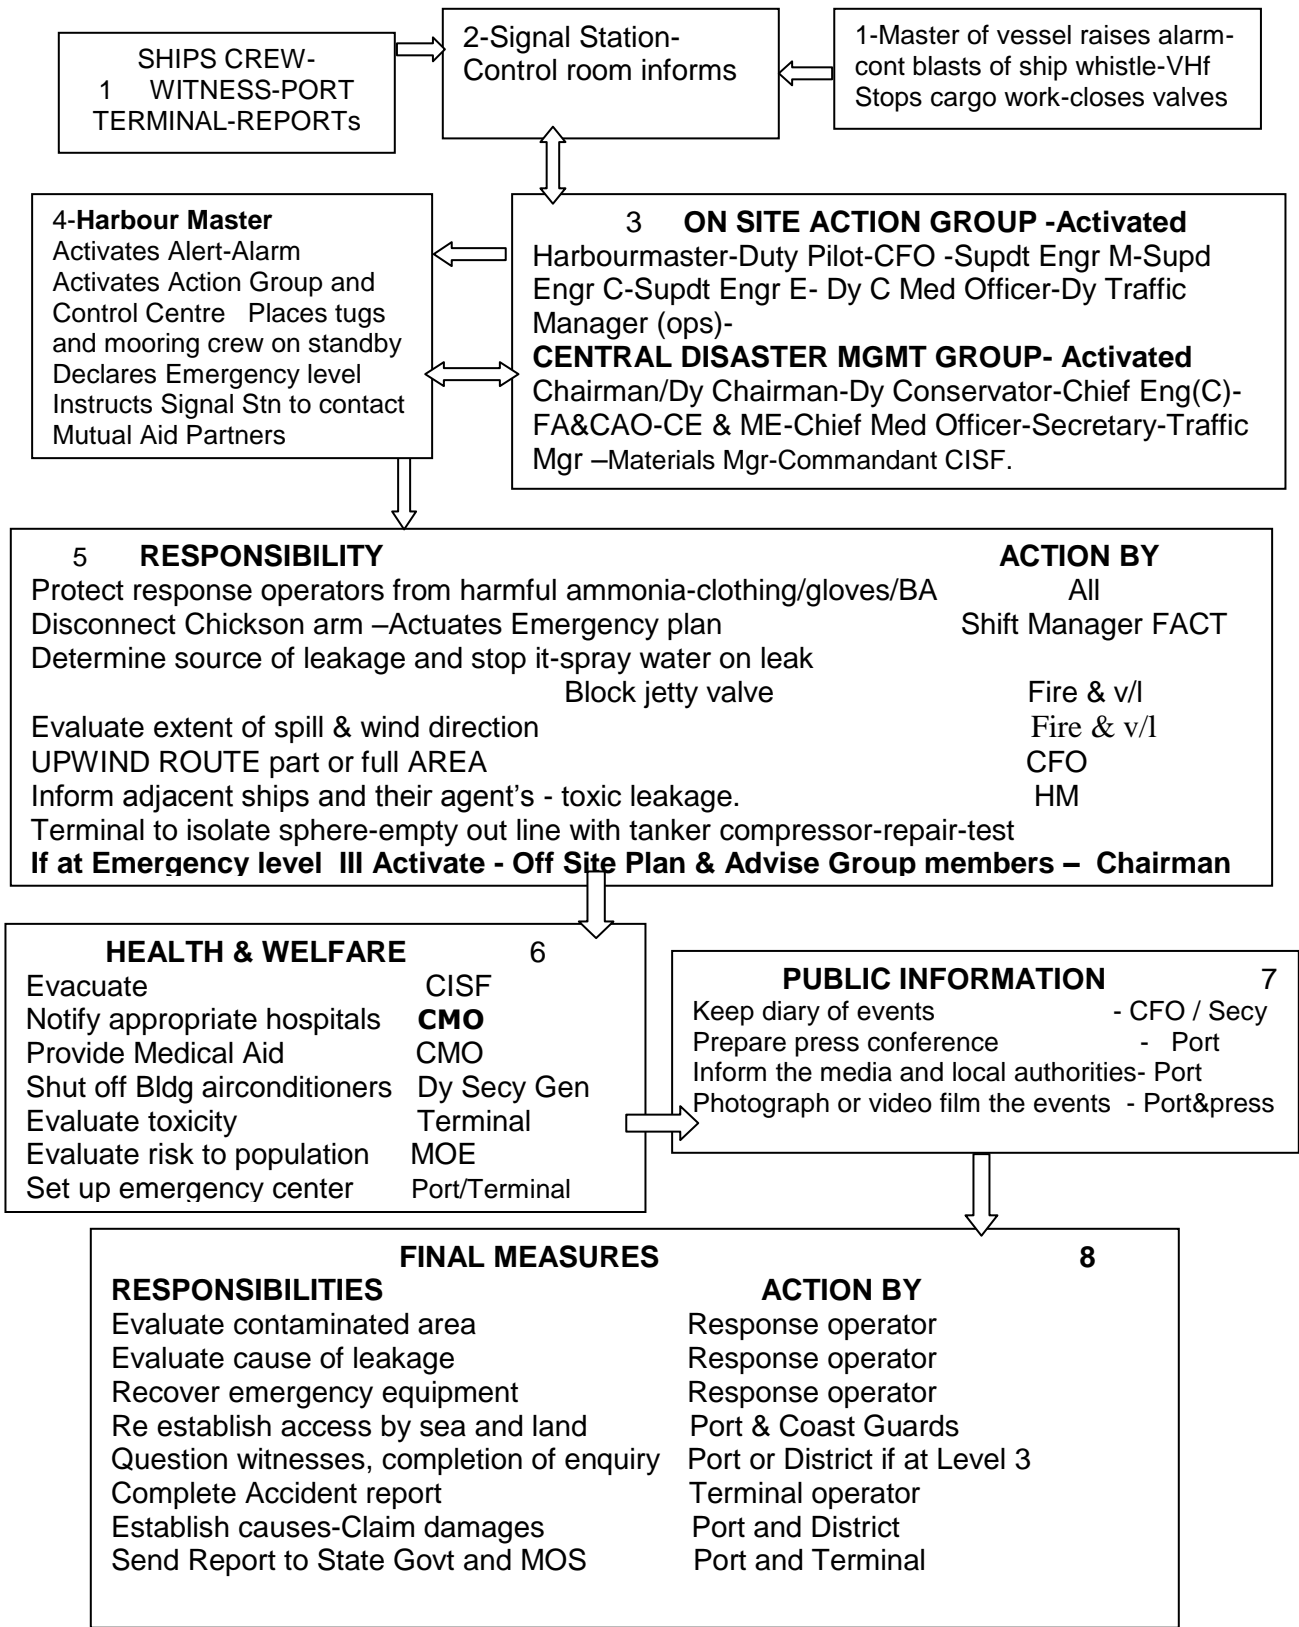 SHIPS CREW-
1 WITNESS-PORT
TERMINAL-REPORTs
2-Signal Station-
Control room informs
1-Master of vessel raises alarm-
cont blasts of ship whistle-VHf
Stops cargo work-closes valves
4-Harbour Master
Activates Alert-Alarm
Activates Action Group and
Control Centre Places tugs
and mooring crew on standby
Declares Emergency level
Instructs Signal Stn to contact
Mutual Aid Partners
3 ON SITE ACTION GROUP -Activated
Harbourmaster-Duty Pilot-CFO -Supdt Engr M-Supd
Engr C-Supdt Engr E- Dy C Med Officer-Dy Traffic
Manager (ops)-
CENTRAL DISASTER MGMT GROUP- Activated
Chairman/Dy Chairman-Dy Conservator-Chief Eng(C)-
FA&CAO-CE & ME-Chief Med Officer-Secretary-Traffic
Mgr –Materials Mgr-Commandant CISF.
5 RESPONSIBILITY ACTION BY
Protect response operators from harmful ammonia-clothing/gloves/BA All
Disconnect Chickson arm –Actuates Emergency plan Shift Manager FACT
Determine source of leakage and stop it-spray water on leak
Block jetty valve Fire & v/l
Evaluate extent of spill & wind direction Fire & v/l
UPWIND ROUTE part or full AREA CFO
Inform adjacent ships and their agent's - toxic leakage. HM
Terminal to isolate sphere-empty out line with tanker compressor-repair-test
If at Emergency level III Activate - Off Site Plan & Advise Group members – Chairman
HEALTH & WELFARE 6
Evacuate CISF
Notify appropriate hospitals CMO
Provide Medical Aid CMO
Shut off Bldg airconditioners Dy Secy Gen
Evaluate toxicity Terminal
Evaluate risk to population MOE
Set up emergency center Port/Terminal
PUBLIC INFORMATION 7
Keep diary of events - CFO / Secy
Prepare press conference - Port
Inform the media and local authorities- Port
Photograph or video film the events - Port&press
FINAL MEASURES 8
RESPONSIBILITIES ACTION BY
Evaluate contaminated area Response operator
Evaluate cause of leakage Response operator
Recover emergency equipment Response operator
Re establish access by sea and land Port & Coast Guards
Question witnesses, completion of enquiry Port or District if at Level 3
Complete Accident report Terminal operator
Establish causes-Claim damages Port and District
Send Report to State Govt and MOS Port and Terminal